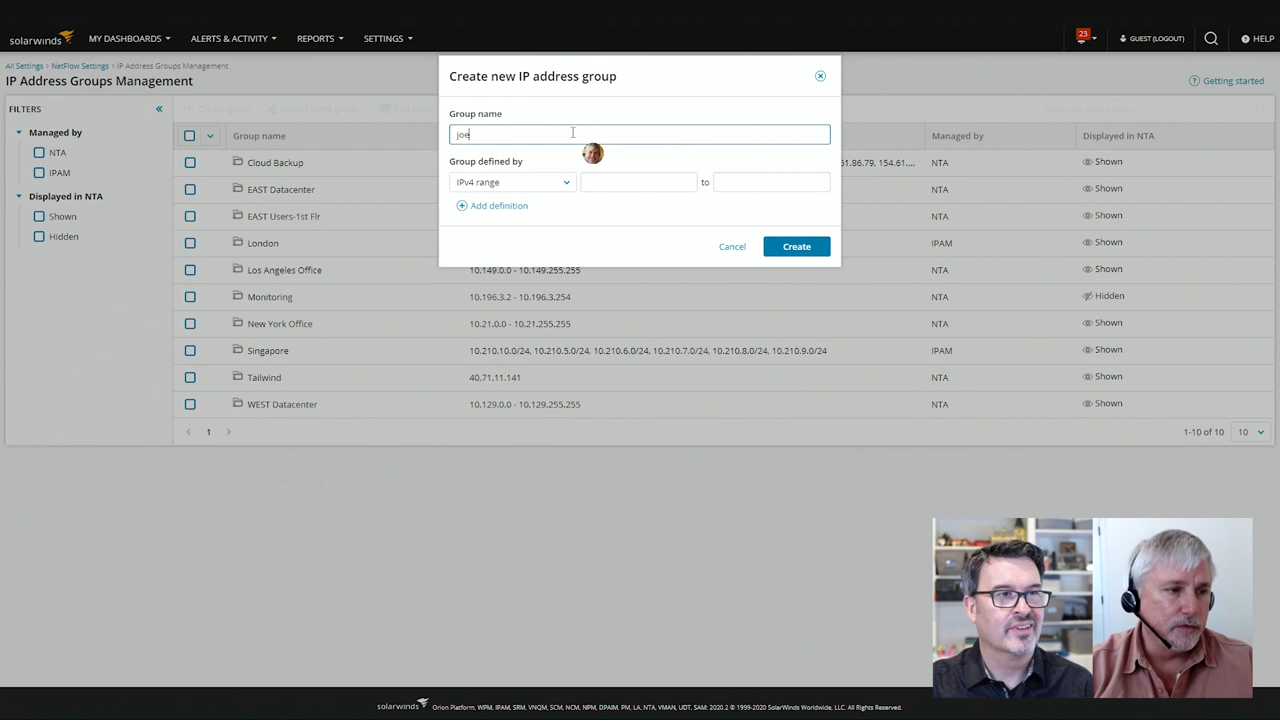 solarwinds MY DASHBOARDS ALERTS & ACTIVITY REPORTS SETTINGS 23 GUEST (LOGOUT) HELP
All Settings NetFlow Settings IP Address Groups Management
IP Address Groups Management
Getting started
Create new IP address group
Group name
joe
Group defined by
IPv4 range to
Add definition
Cancel Create
FILTERS
Managed by
NTA
IPAM
Displayed in NTA
Shown
Hidden
Group name Managed by Displayed in NTA
Cloud Backup 61.86.79, 154.61.... NTA Shown
EAST Datacenter NTA Shown
EAST Users-1st Flr NTA Shown
London IPAM Shown
Los Angeles Office 10.149.0.0 - 10.149.255.255 NTA Shown
Monitoring 10.196.3.2 - 10.196.3.254 NTA Hidden
New York Office 10.21.0.0 - 10.21.255.255 NTA Shown
Singapore 10.210.10.0/24, 10.210.5.0/24, 10.210.6.0/24, 10.210.7.0/24, 10.210.8.0/24, 10.210.9.0/24 IPAM Shown
Tailwind 40.71.11.141 NTA Shown
WEST Datacenter 10.129.0.0 - 10.129.255.255 NTA Shown
1 1-10 of 10 10
solarwinds Orion Platform, WPM, IPAM, SRM, VNQM, SCM, NCM, NPM, DPAIM, PM, LA, NTA, VMAN, UDT, SAM: 2020.2 © 1999-2020 SolarWinds Worldwide, LLC. All Rights Reserved.